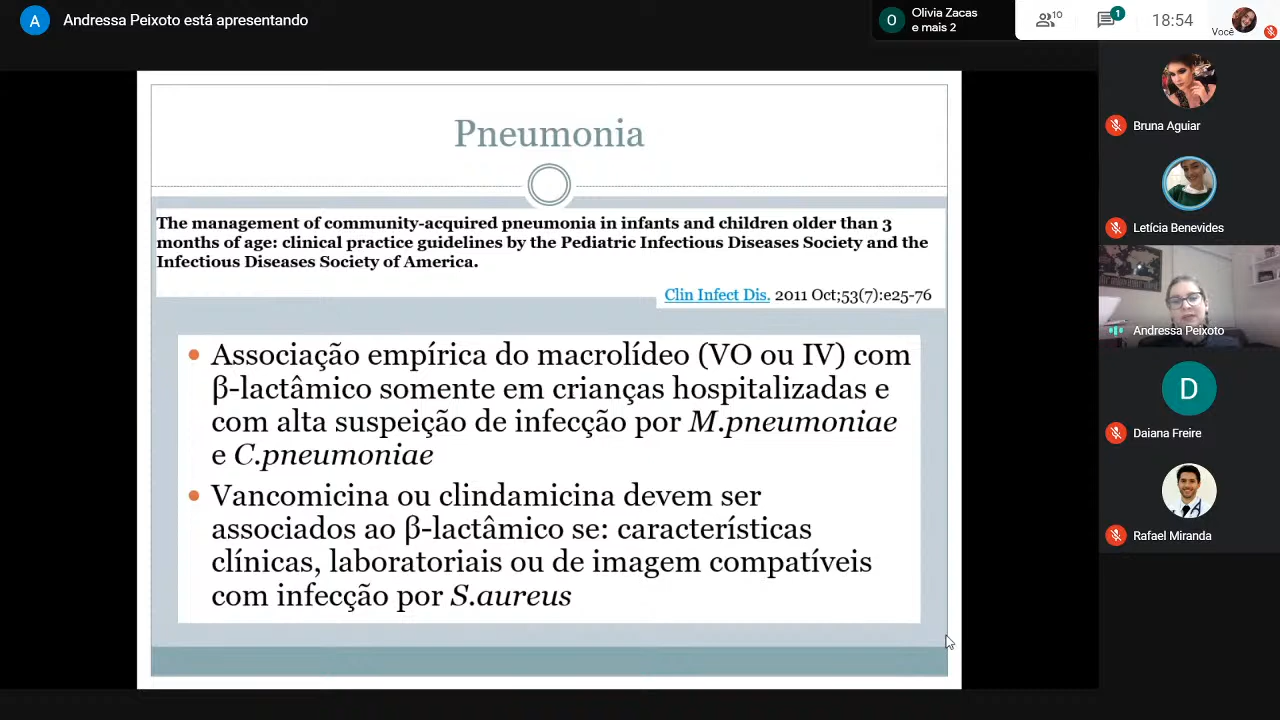 A
Andressa Peixoto está apresentando
O
Olivia Zacas
e mais 2
10
1
18:54
Você
Pneumonia
The management of community-acquired pneumonia in infants and children older than 3
months of age: clinical practice guidelines by the Pediatric Infectious Diseases Society and the
Infectious Diseases Society of America.
Clin Infect Dis. 2011 Oct;53(7):e25-76
• Associação empírica do macrolídeo (VO ou IV) com
β-lactâmico somente em crianças hospitalizadas e
com alta suspeição de infecção por M.pneumoniae
e C.pneumoniae
• Vancomicina ou clindamicina devem ser
associados ao β-lactâmico se: características
clínicas, laboratoriais ou de imagem compatíveis
com infecção por S.aureus
Bruna Aguiar
Letícia Benevides
Andressa Peixoto
D
Daiana Freire
Rafael Miranda